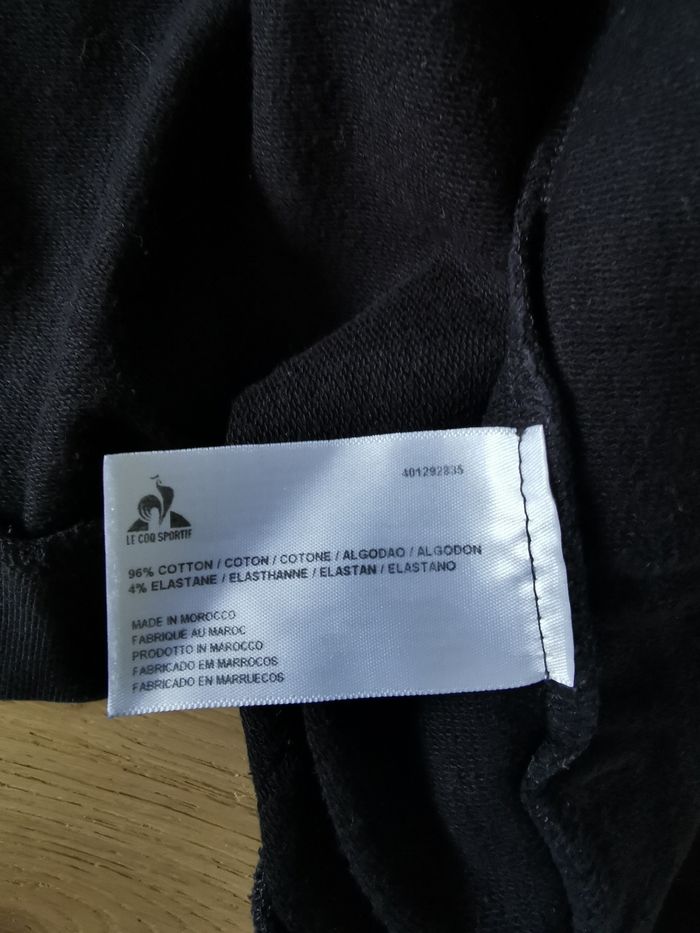 401292835
LE COQ SPORTIF
96% COTTON / COTON / COTONE / ALGODAO / ALGODON
4% ELASTANE / ELASTHANNE / ELASTAN / ELASTANO
MADE IN MOROCCO
FABRIQUE AU MAROC
PRODOTTO IN MAROCCO
FABRICADO EM MARROCOS
FABRICADO EN MARRUECOS